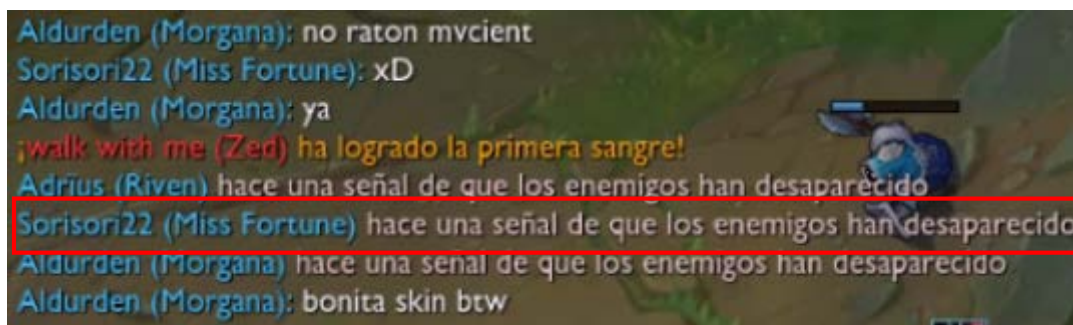 Aldurden (Morgana): no raton mvcient
Sorisori22 (Miss Fortune): xD
Aldurden (Morgana): ya
¡walk with me (Zed) ha logrado la primera sangre!
Adrïus (Riven) hace una señal de que los enemigos han desaparecido
Sorisori22 (Miss Fortune) hace una señal de que los enemigos han desaparecido
Aldurden (Morgana) hace una señal de que los enemigos han desaparecido
Aldurden (Morgana): bonita skin btw